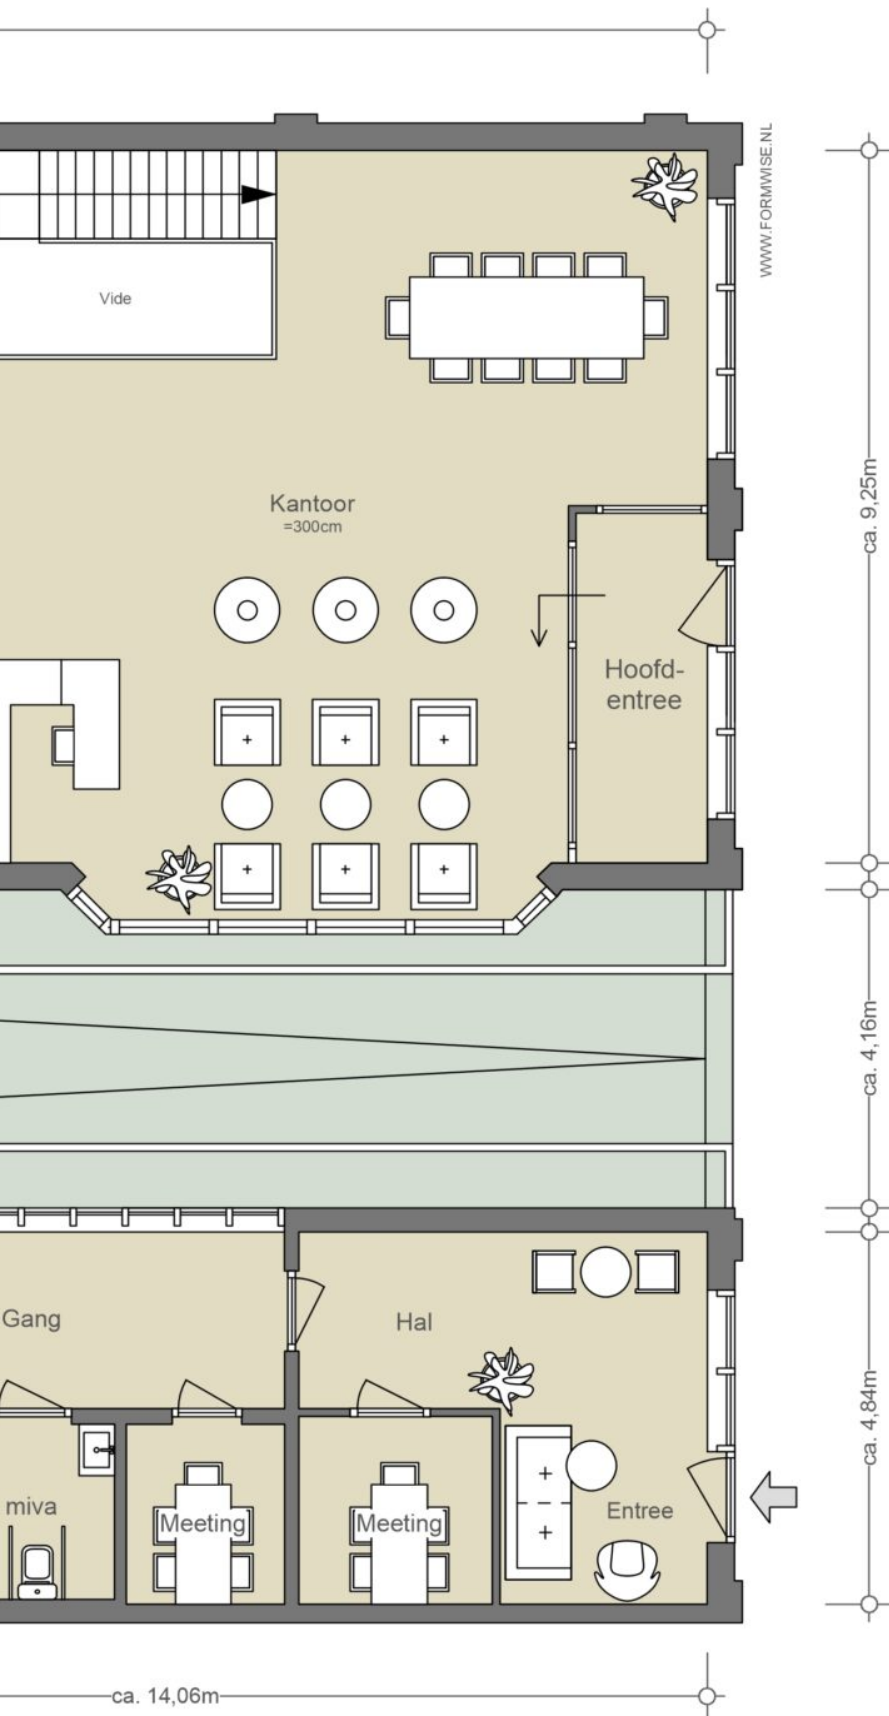 WWW.FORMWISE.NL
Vide
Kantoor
=300cm
ca. 9,25m
Hoofd-
entree
ca. 4,16m
Gang
Hal
ca. 4,84m
miva
Meeting
Meeting
Entree
ca. 14,06m